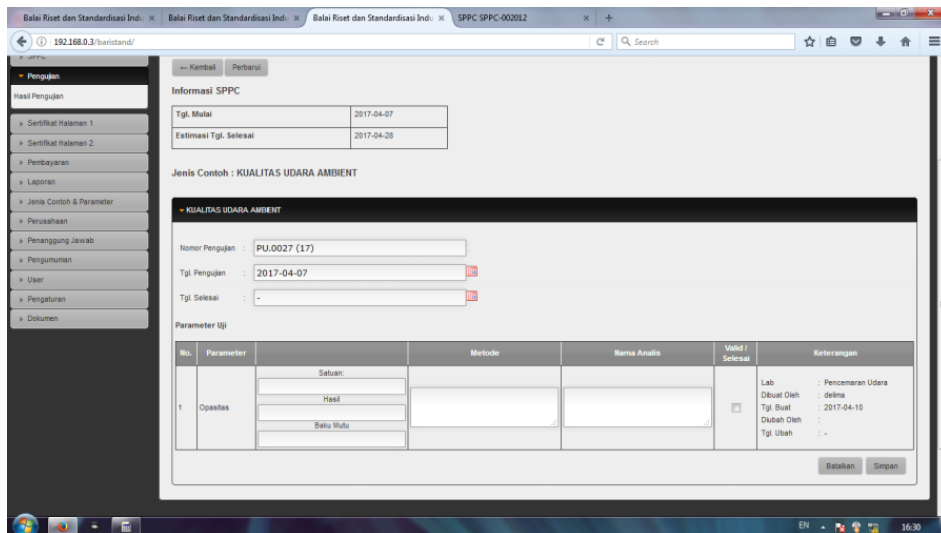 Balai Riset dan Standardisasi Indu
Balai Riset dan Standardisasi Indu
Balai Riset dan Standardisasi Indu
SPPC SPPC-002012
192.168.0.3/baristand/
Search
SPPC
Pengujian
Hasil Pengujian
Sertifikat Halaman 1
Sertifikat Halaman 2
Pembayaran
Laporan
Jenis Contoh & Parameter
Perusahaan
Penanggung Jawab
Pengumuman
User
Pengaturan
Dokumen
← Kembali Perbarui
Informasi SPPC
Tgl. Mulai 2017-04-07
Estimasi Tgl. Selesai 2017-04-28
Jenis Contoh : KUALITAS UDARA AMBIENT
KUALITAS UDARA AMBIENT
Nomor Pengujian : PU.0027 (17)
Tgl. Pengujian : 2017-04-07
Tgl. Selesai : -
Parameter Uji
No. Parameter Metode Nama Analis Valid / Selesai Keterangan
1 Opasitas
Satuan:
Hasil
Baku Mutu
Lab : Pencemaran Udara
Dibuat Oleh : delima
Tgl. Buat : 2017-04-10
Diubah Oleh :
Tgl. Ubah : -
Batalkan Simpan
EN 16:30